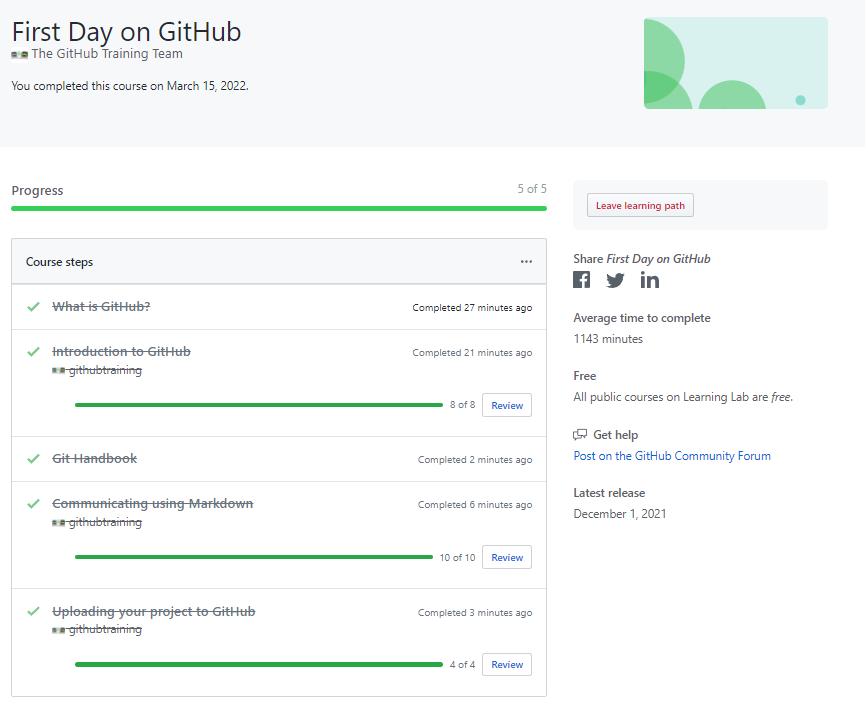 First Day on GitHub
The GitHub Training Team
You completed this course on March 15, 2022.
Progress
5 of 5
Course steps
What is GitHub?
Completed 27 minutes ago
Introduction to GitHub
Completed 21 minutes ago
githubtraining
8 of 8
Review
Git Handbook
Completed 2 minutes ago
Communicating using Markdown
Completed 6 minutes ago
githubtraining
10 of 10
Review
Uploading your project to GitHub
Completed 3 minutes ago
githubtraining
4 of 4
Review
Leave learning path
Share First Day on GitHub
Average time to complete
1143 minutes
Free
All public courses on Learning Lab are free.
Get help
Post on the GitHub Community Forum
Latest release
December 1, 2021